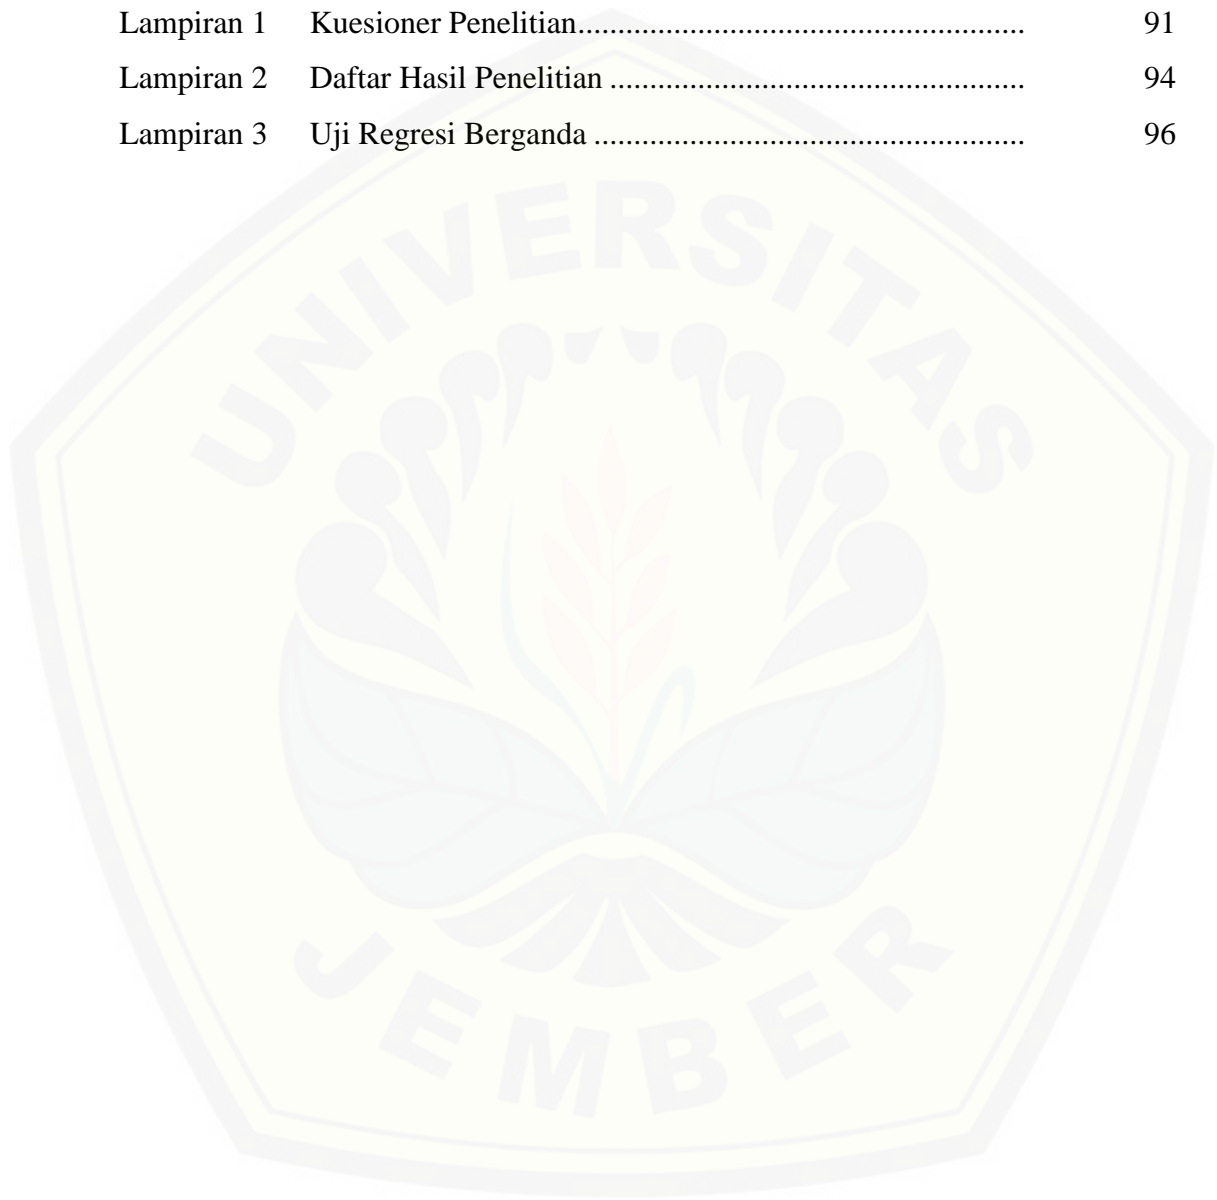 Lampiran 1 Kuesioner Penelitian....................................................... 91
Lampiran 2 Daftar Hasil Penelitian ................................................... 94
Lampiran 3 Uji Regresi Berganda ..................................................... 96
UNIVERSITAS
JEMBER